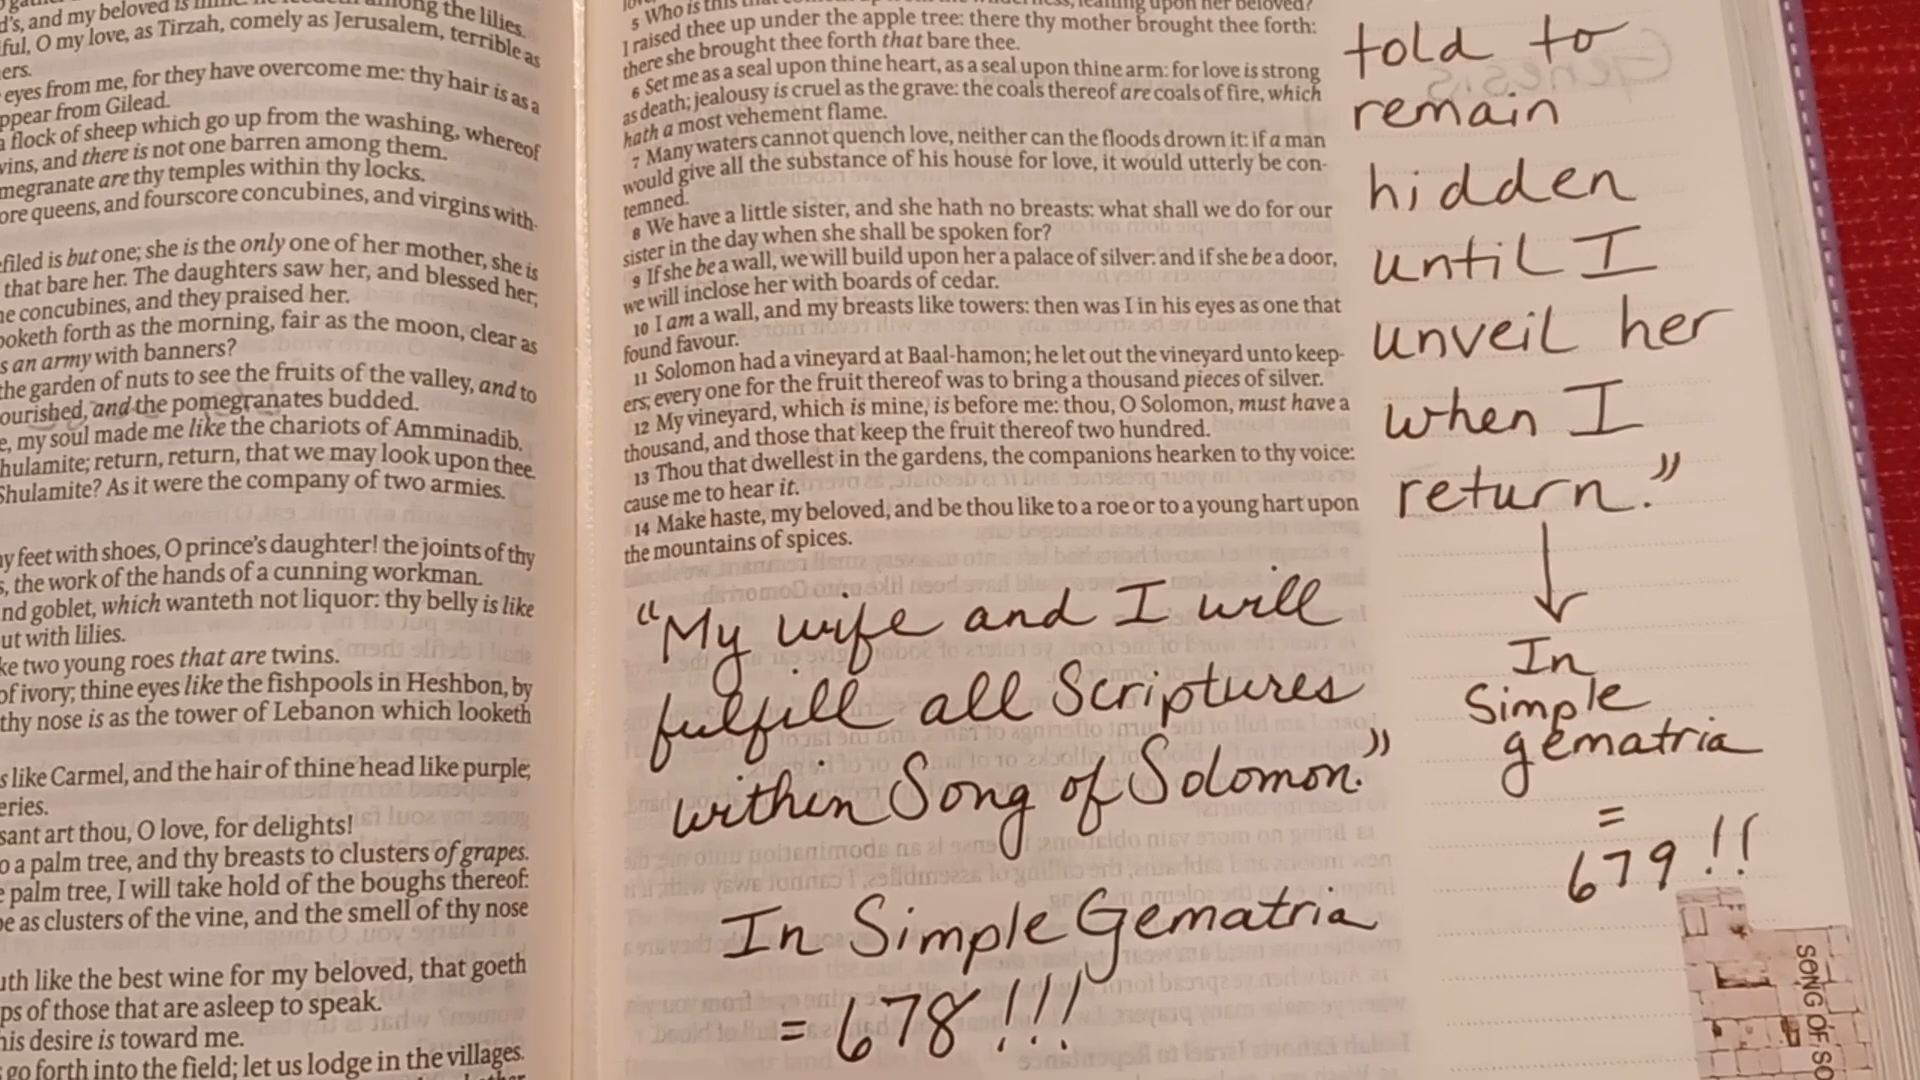 among the lilies.
d's, and my beloved is
ful, O my love, as Tirzah, comely as Jerusalem, terrible as
ers.
eyes from me, for they have overcome me: thy hair is as a
ppear from Gilead.
a flock of sheep which go up from the washing, whereof
wins, and there is not one barren among them.
megranate are thy temples within thy locks.
ore queens, and fourscore concubines, and virgins with-
filed is but one; she is the only one of her mother, she is
that bare her. The daughters saw her, and blessed her;
he concubines, and they praised her.
ooketh forth as the morning, fair as the moon, clear as
s an army with banners?
the garden of nuts to see the fruits of the valley, and to
ourished, and the pomegranates budded.
e, my soul made me like the chariots of Amminadib.
hulamite; return, return, that we may look upon thee.
Shulamite? As it were the company of two armies.
y feet with shoes, O prince's daughter! the joints of thy
s, the work of the hands of a cunning workman.
nd goblet, which wanteth not liquor: thy belly is like
ut with lilies.
ke two young roes that are twins.
of ivory; thine eyes like the fishpools in Heshbon, by
thy nose is as the tower of Lebanon which looketh
s like Carmel, and the hair of thine head like purple;
eries.
sant art thou, O love, for delights!
o a palm tree, and thy breasts to clusters of grapes.
e palm tree, I will take hold of the boughs thereof:
be as clusters of the vine, and the smell of thy nose
uth like the best wine for my beloved, that goeth
ps of those that are asleep to speak.
his desire is toward me.
go forth into the field; let us lodge in the villages.
5 Who is this that leaning upon her beloved?
I raised thee up under the apple tree: there thy mother brought thee forth:
there she brought thee forth that bare thee.
6 Set me as a seal upon thine heart, as a seal upon thine arm: for love is strong
as death; jealousy is cruel as the grave: the coals thereof are coals of fire, which
hath a most vehement flame.
7 Many waters cannot quench love, neither can the floods drown it: if a man
would give all the substance of his house for love, it would utterly be con-
temned.
8 We have a little sister, and she hath no breasts: what shall we do for our
sister in the day when she shall be spoken for?
9 If she be a wall, we will build upon her a palace of silver: and if she be a door,
we will inclose her with boards of cedar.
10 I am a wall, and my breasts like towers: then was I in his eyes as one that
found favour.
11 Solomon had a vineyard at Baal-hamon; he let out the vineyard unto keep-
ers; every one for the fruit thereof was to bring a thousand pieces of silver.
12 My vineyard, which is mine, is before me: thou, O Solomon, must have a
thousand, and those that keep the fruit thereof two hundred.
13 Thou that dwellest in the gardens, the companions hearken to thy voice:
cause me to hear it.
14 Make haste, my beloved, and be thou like to a roe or to a young hart upon
the mountains of spices.
"My wife and I will
fulfill all Scriptures
within Song of Solomon."
In Simple Gematria
= 678!!!
told to
remain
hidden
until I
unveil her
when I
return."
In
Simple
gematria
=
679!!
SONG OF SO